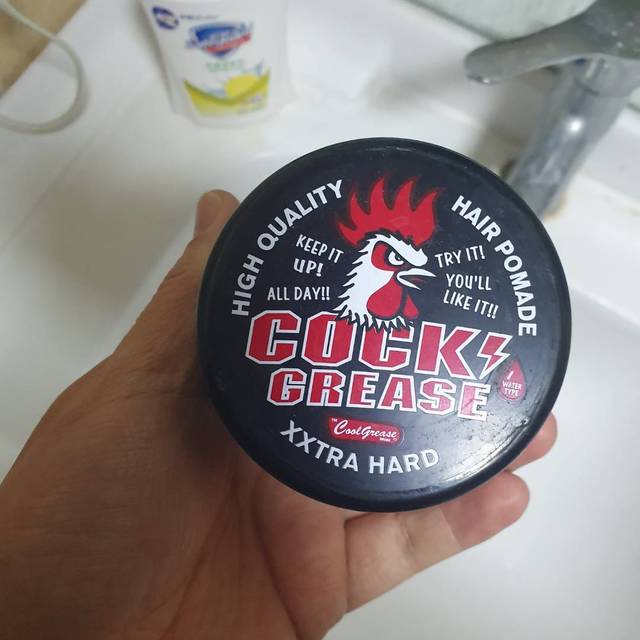 HIGH QUALITY
HAIR POMADE
KEEP IT
UP!
ALL DAY!!
TRY IT!
YOU'LL
LIKE IT!!
COCK
GREASE
WATER
TYPE
CoolGrease
XXTRA HARD